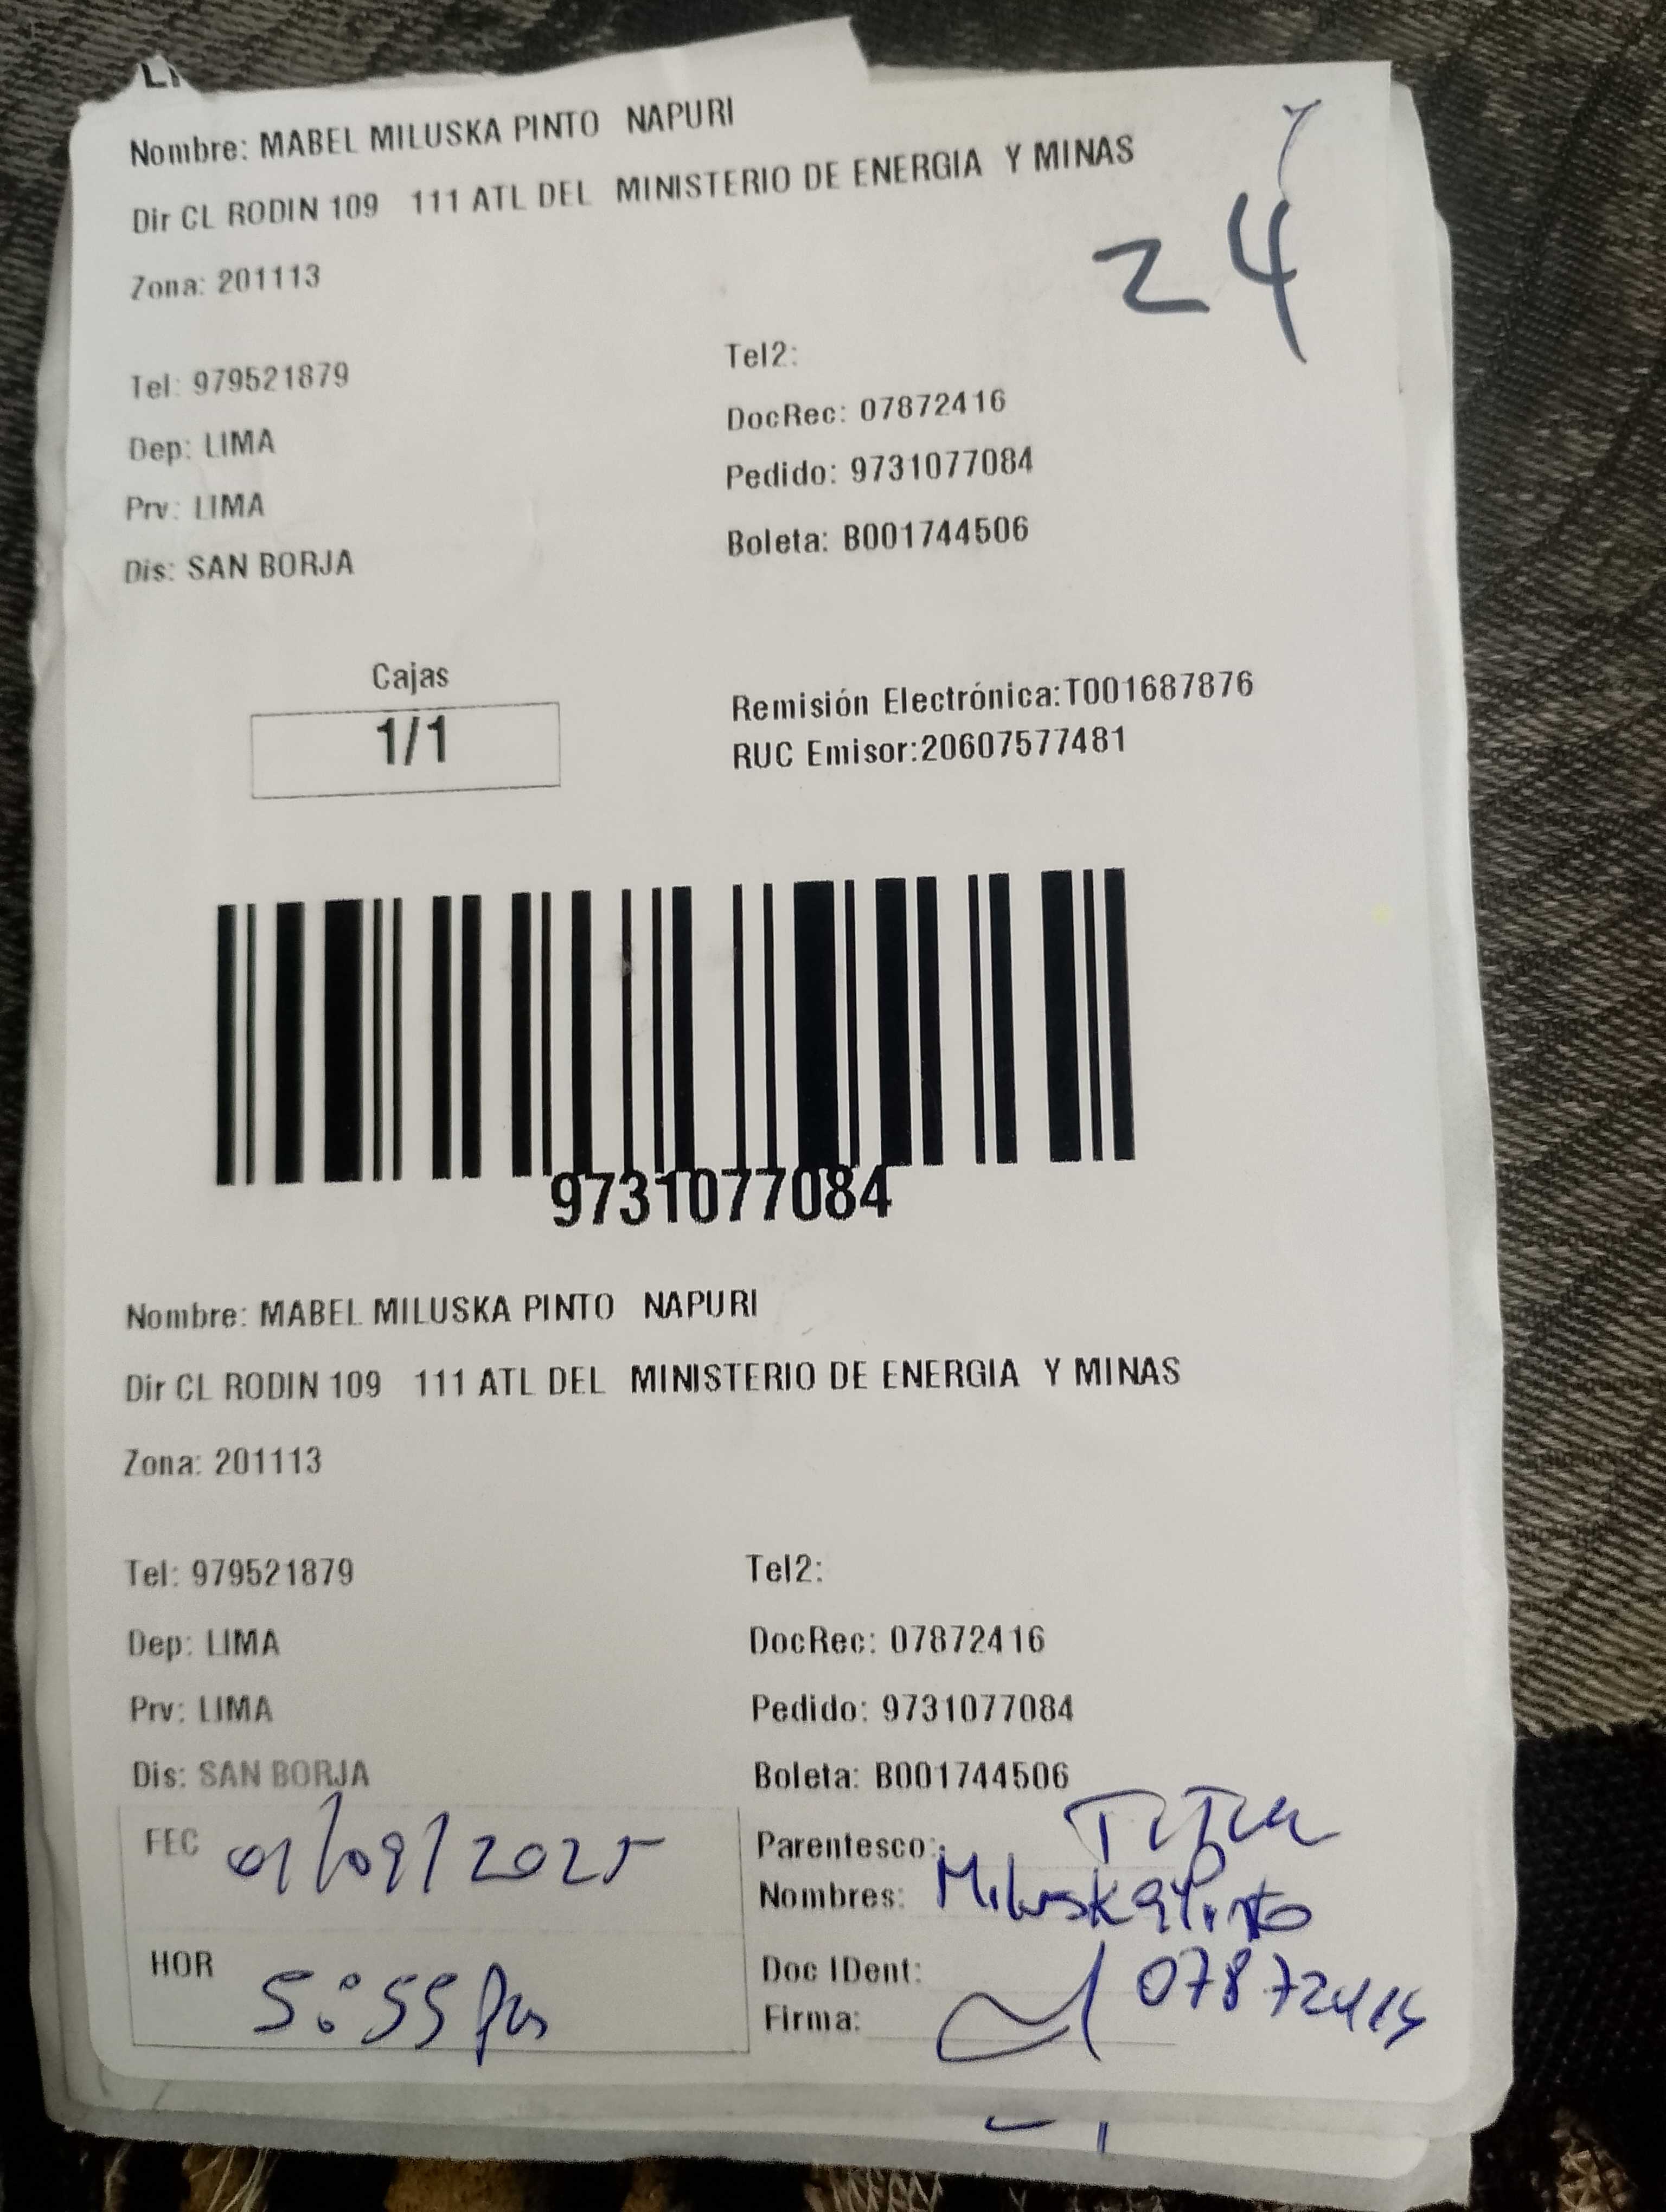 Nombre: MABEL MILUSKA PINTO NAPURI
Dir CL RODIN 109 111 ATL DEL MINISTERIO DE ENERGIA Y MINAS
24
Zona: 201113
Tel: 979521879
Tel2:
Dep: LIMA
DocRec: 07872416
Prv: LIMA
Pedido: 9731077084
Dis: SAN BORJA
Boleta: B001744506
Cajas
1/1
Remisión Electrónica:T001687876
RUC Emisor:20607577481
9731077084
Nombre: MABEL MILUSKA PINTO NAPURI
Dir CL RODIN 109 111 ATL DEL MINISTERIO DE ENERGIA Y MINAS
Zona: 201113
Tel: 979521879
Tel2:
Dep: LIMA
DocRec: 07872416
Prv: LIMA
Pedido: 9731077084
Dis: SAN BORJA
Boleta: B001744506
FEC 01/09/2025
Parentesco:
Nombres: Miluska Pinto
HOR 5:55 pm
Doc IDent:
Firma: